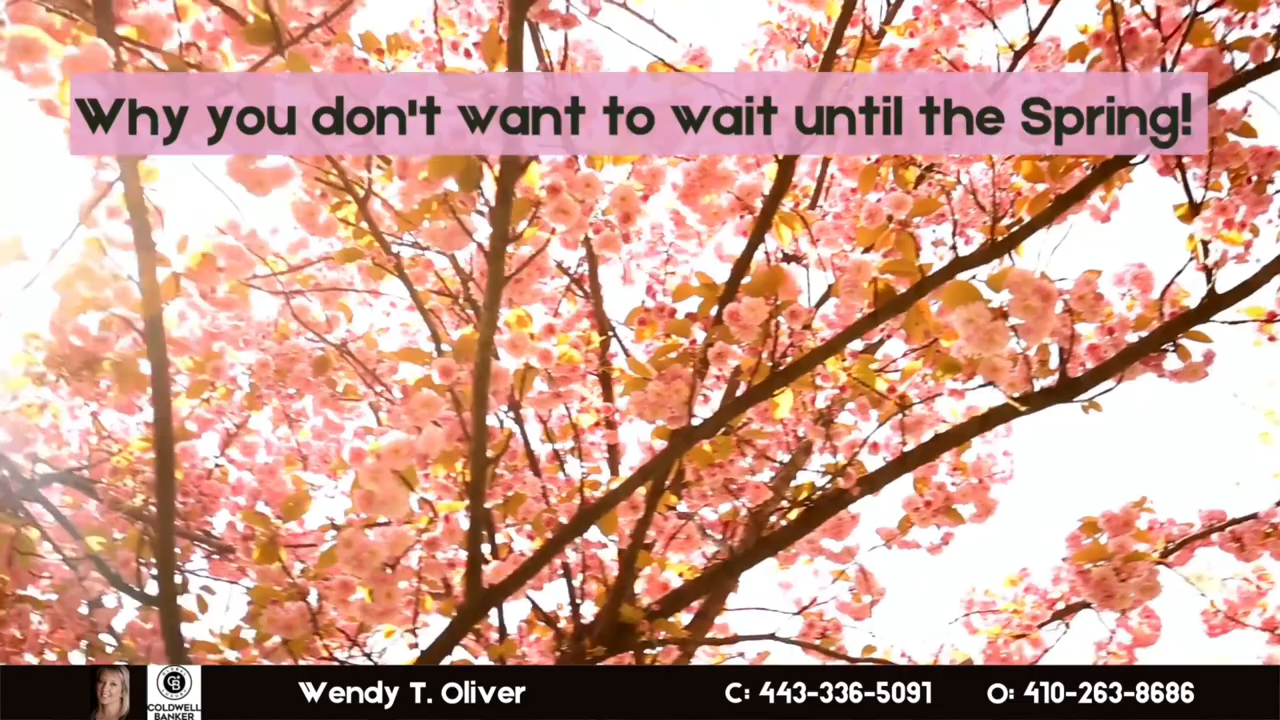 Why you don't want to wait until the Spring!
COLDWELL
BANKER
Wendy T. Oliver
C: 443-336-5091
O: 410-263-8686